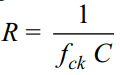 R = 1 / (f_ck C)